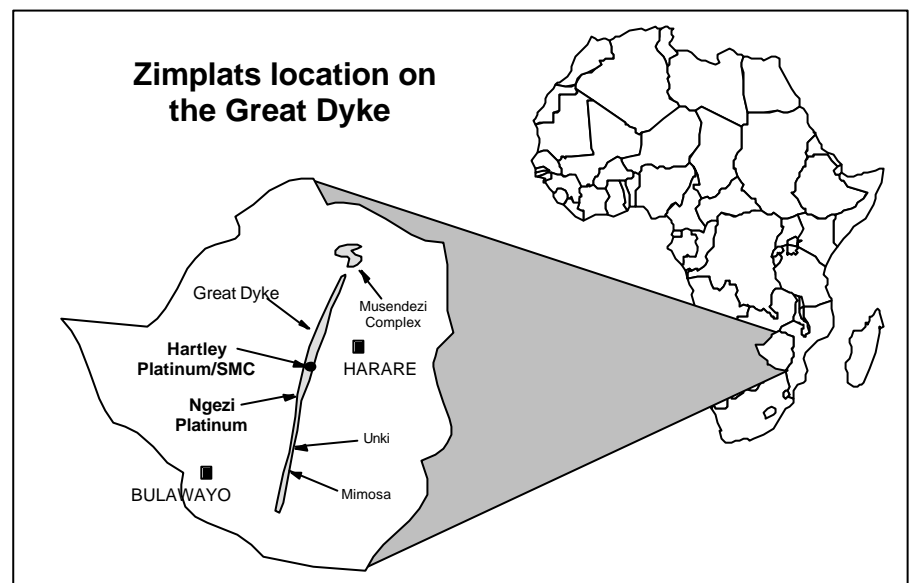 Zimplats location on
the Great Dyke
Great Dyke
Musendezi
Complex
Hartley
Platinum/SMC
HARARE
Ngezi
Platinum
Unki
BULAWAYO
Mimosa